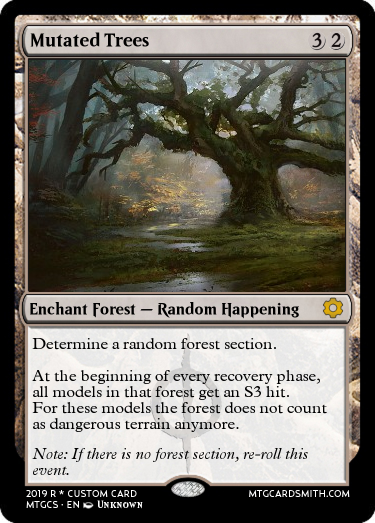 Mutated Trees 3 2
Enchant Forest — Random Happening
Determine a random forest section.
At the beginning of every recovery phase,
all models in that forest get an S3 hit.
For these models the forest does not count
as dangerous terrain anymore.
Note: If there is no forest section, re-roll this
event.
2019 R * CUSTOM CARD
MTGCS · EN Unknown
MTGCARDSMITH.COM